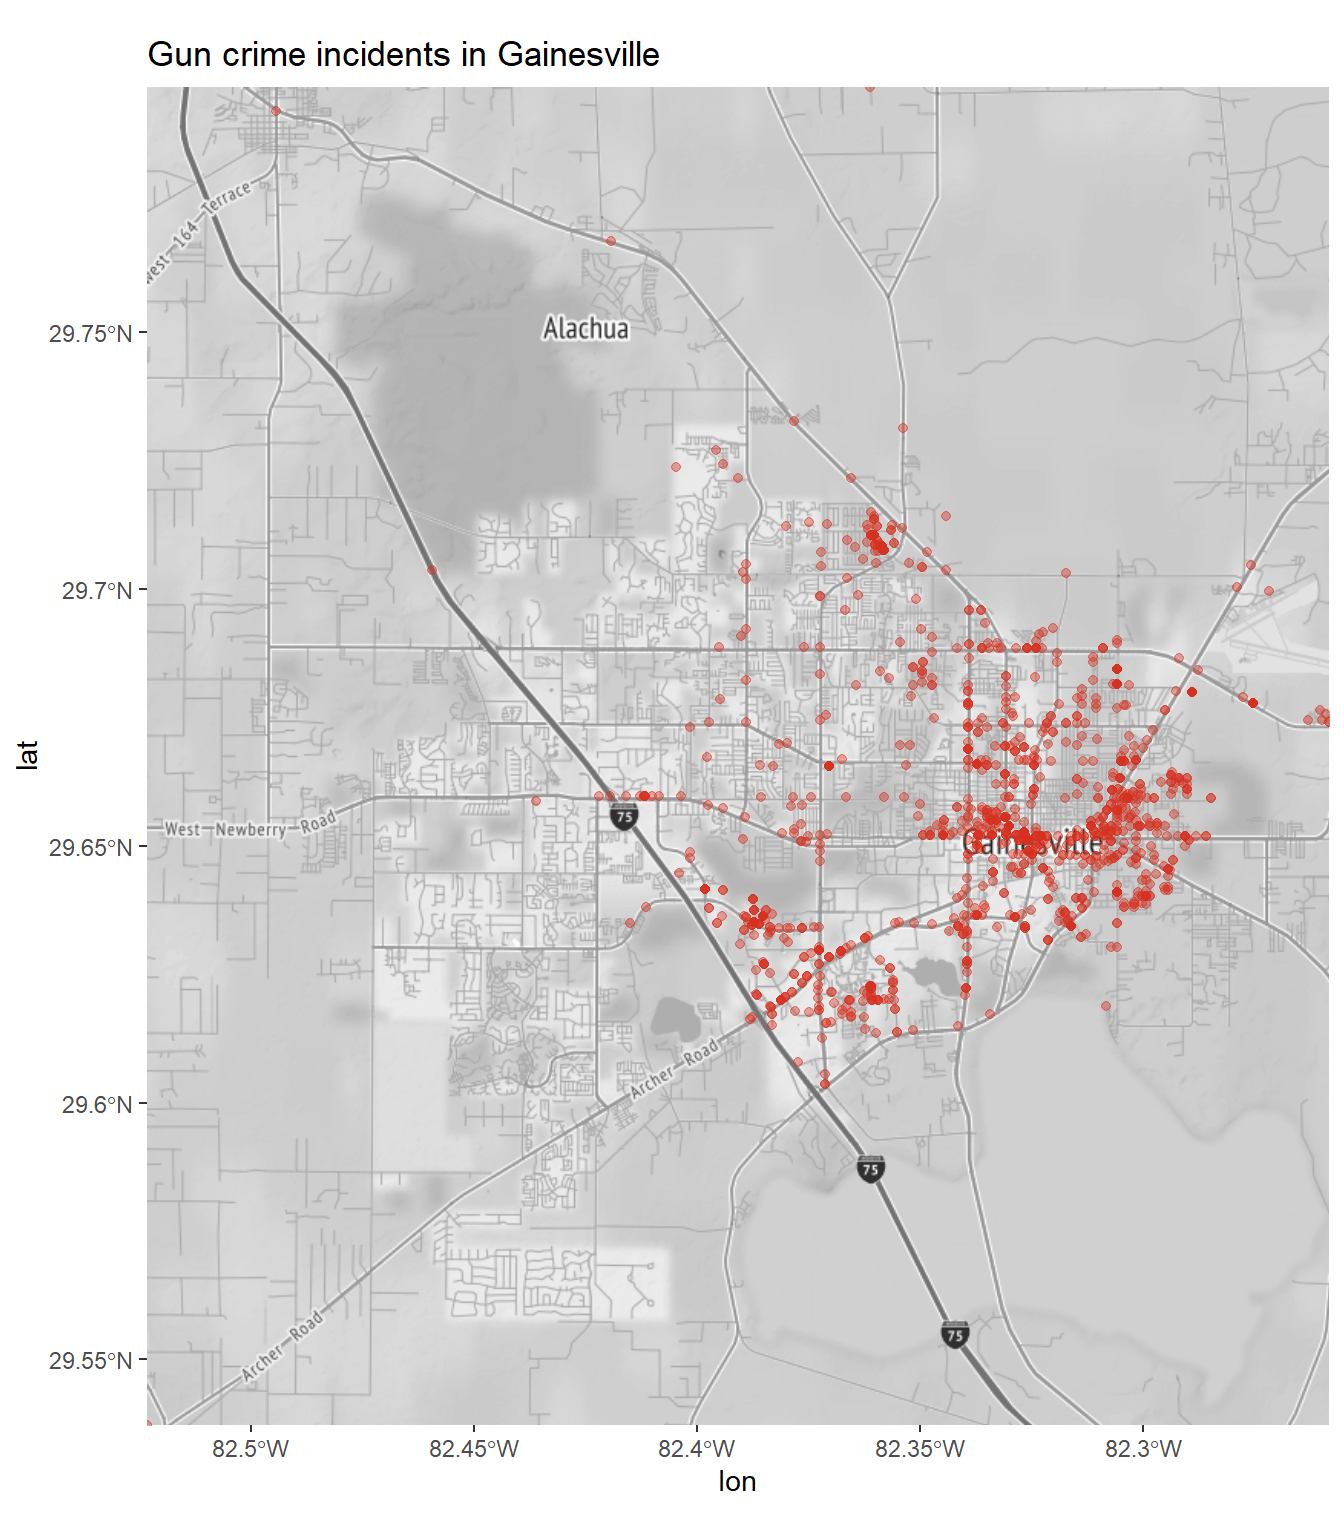 Gun crime incidents in Gainesville
West 164 Terrace
Alachua
29.75°N
29.7°N
lat
75
West Newberry Road
Gainesville
29.65°N
Archer Road
29.6°N
75
75
Archer Road
29.55°N
82.5°W
82.45°W
82.4°W
82.35°W
82.3°W
lon